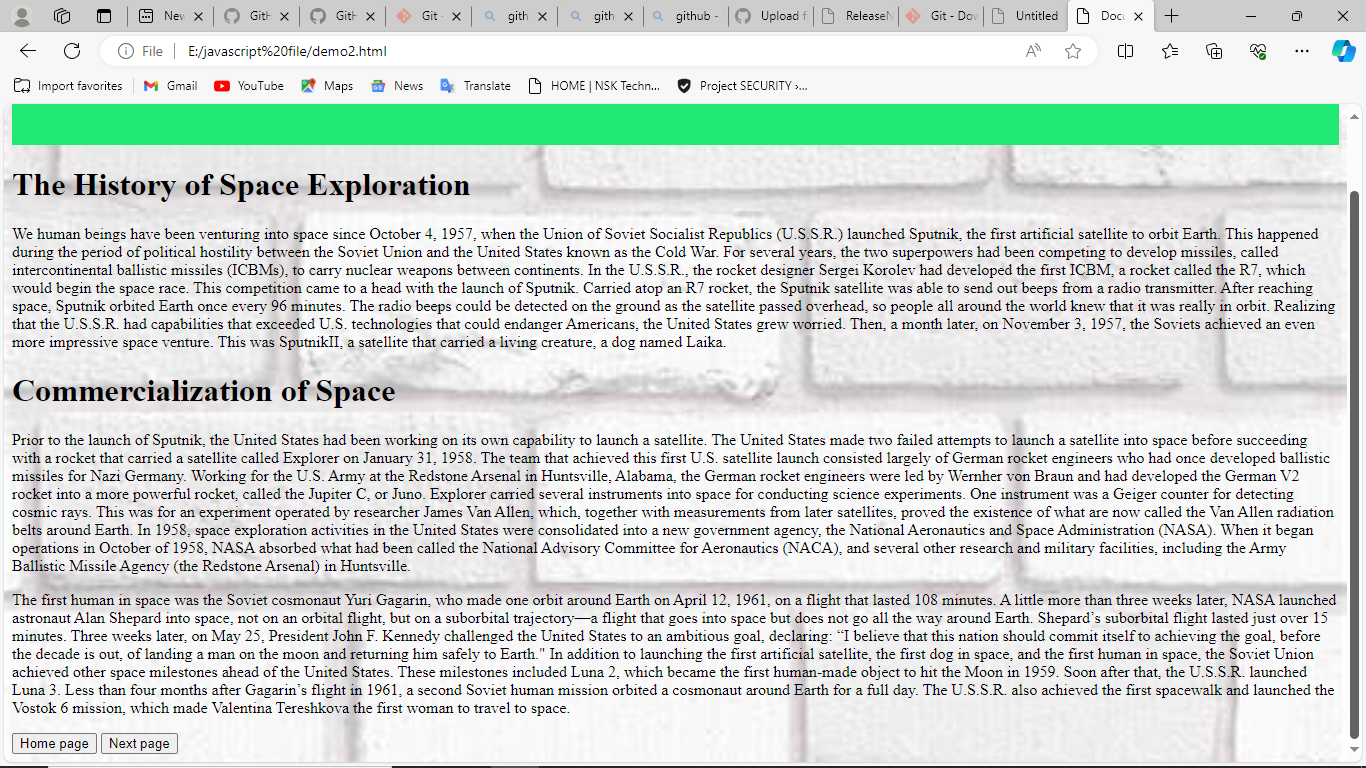 New
GitH
GitH
Git -
gith
gith
github -
Upload f
ReleaseN
Git - Dow
Untitled
Docu
File
E:/javascript%20file/demo2.html
Import favorites
Gmail
YouTube
Maps
News
Translate
HOME | NSK Techn...
Project SECURITY ›...
The History of Space Exploration
We human beings have been venturing into space since October 4, 1957, when the Union of Soviet Socialist Republics (U.S.S.R.) launched Sputnik, the first artificial satellite to orbit Earth. This happened
during the period of political hostility between the Soviet Union and the United States known as the Cold War. For several years, the two superpowers had been competing to develop missiles, called
intercontinental ballistic missiles (ICBMs), to carry nuclear weapons between continents. In the U.S.S.R., the rocket designer Sergei Korolev had developed the first ICBM, a rocket called the R7, which
would begin the space race. This competition came to a head with the launch of Sputnik. Carried atop an R7 rocket, the Sputnik satellite was able to send out beeps from a radio transmitter. After reaching
space, Sputnik orbited Earth once every 96 minutes. The radio beeps could be detected on the ground as the satellite passed overhead, so people all around the world knew that it was really in orbit. Realizing
that the U.S.S.R. had capabilities that exceeded U.S. technologies that could endanger Americans, the United States grew worried. Then, a month later, on November 3, 1957, the Soviets achieved an even
more impressive space venture. This was SputnikII, a satellite that carried a living creature, a dog named Laika.
Commercialization of Space
Prior to the launch of Sputnik, the United States had been working on its own capability to launch a satellite. The United States made two failed attempts to launch a satellite into space before succeeding
with a rocket that carried a satellite called Explorer on January 31, 1958. The team that achieved this first U.S. satellite launch consisted largely of German rocket engineers who had once developed ballistic
missiles for Nazi Germany. Working for the U.S. Army at the Redstone Arsenal in Huntsville, Alabama, the German rocket engineers were led by Wernher von Braun and had developed the German V2
rocket into a more powerful rocket, called the Jupiter C, or Juno. Explorer carried several instruments into space for conducting science experiments. One instrument was a Geiger counter for detecting
cosmic rays. This was for an experiment operated by researcher James Van Allen, which, together with measurements from later satellites, proved the existence of what are now called the Van Allen radiation
belts around Earth. In 1958, space exploration activities in the United States were consolidated into a new government agency, the National Aeronautics and Space Administration (NASA). When it began
operations in October of 1958, NASA absorbed what had been called the National Advisory Committee for Aeronautics (NACA), and several other research and military facilities, including the Army
Ballistic Missile Agency (the Redstone Arsenal) in Huntsville.
The first human in space was the Soviet cosmonaut Yuri Gagarin, who made one orbit around Earth on April 12, 1961, on a flight that lasted 108 minutes. A little more than three weeks later, NASA launched
astronaut Alan Shepard into space, not on an orbital flight, but on a suborbital trajectory—a flight that goes into space but does not go all the way around Earth. Shepard’s suborbital flight lasted just over 15
minutes. Three weeks later, on May 25, President John F. Kennedy challenged the United States to an ambitious goal, declaring: “I believe that this nation should commit itself to achieving the goal, before
the decade is out, of landing a man on the moon and returning him safely to Earth." In addition to launching the first artificial satellite, the first dog in space, and the first human in space, the Soviet Union
achieved other space milestones ahead of the United States. These milestones included Luna 2, which became the first human-made object to hit the Moon in 1959. Soon after that, the U.S.S.R. launched
Luna 3. Less than four months after Gagarin’s flight in 1961, a second Soviet human mission orbited a cosmonaut around Earth for a full day. The U.S.S.R. also achieved the first spacewalk and launched the
Vostok 6 mission, which made Valentina Tereshkova the first woman to travel to space.
Home page
Next page